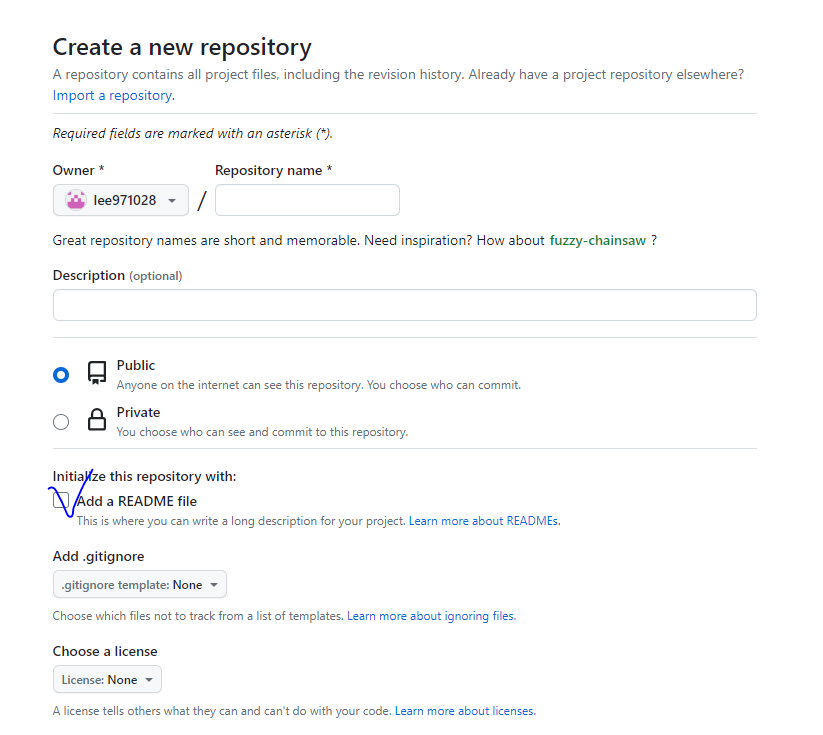 Create a new repository
A repository contains all project files, including the revision history. Already have a project repository elsewhere?
Import a repository.
Required fields are marked with an asterisk (*).
Owner * Repository name *
lee971028 /
Great repository names are short and memorable. Need inspiration? How about fuzzy-chainsaw ?
Description (optional)
Public
Anyone on the internet can see this repository. You choose who can commit.
Private
You choose who can see and commit to this repository.
Initialize this repository with:
Add a README file
This is where you can write a long description for your project. Learn more about READMEs.
Add .gitignore
.gitignore template: None
Choose which files not to track from a list of templates. Learn more about ignoring files.
Choose a license
License: None
A license tells others what they can and can't do with your code. Learn more about licenses.